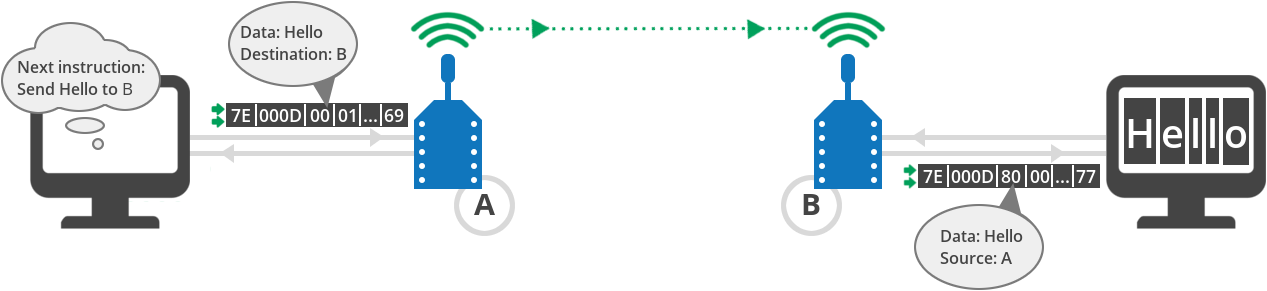 Next instruction:
Send Hello to B
Data: Hello
Destination: B
7E 000D 00 01 ... 69
A
B
7E 000D 80 00 ... 77
Data: Hello
Source: A
Hello